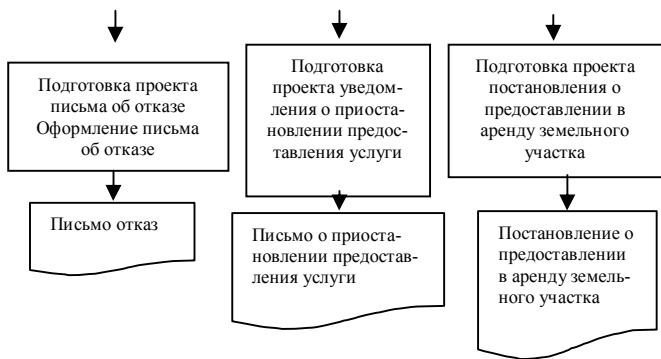 Подготовка проекта
письма об отказе
Оформление письма
об отказе
Подготовка
проекта уведом-
ления о приоста-
новлении предос-
тавления услуги
Подготовка проекта
постановления о
предоставлении в
аренду земельного
участка
Письмо отказ
Письмо о приоста-
новлении предостав-
ления услуги
Постановление о
предоставлении
в аренду земель-
ного участка